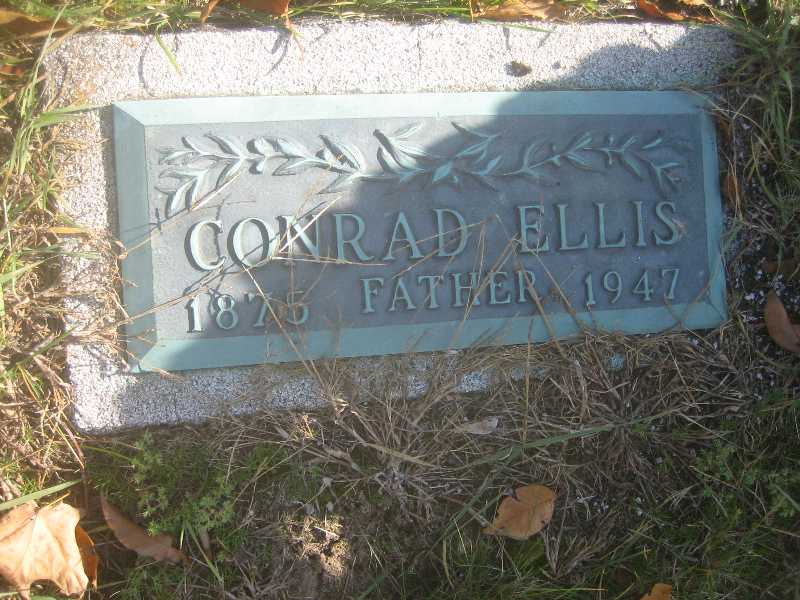 CONRAD ELLIS
1875 FATHER 1947